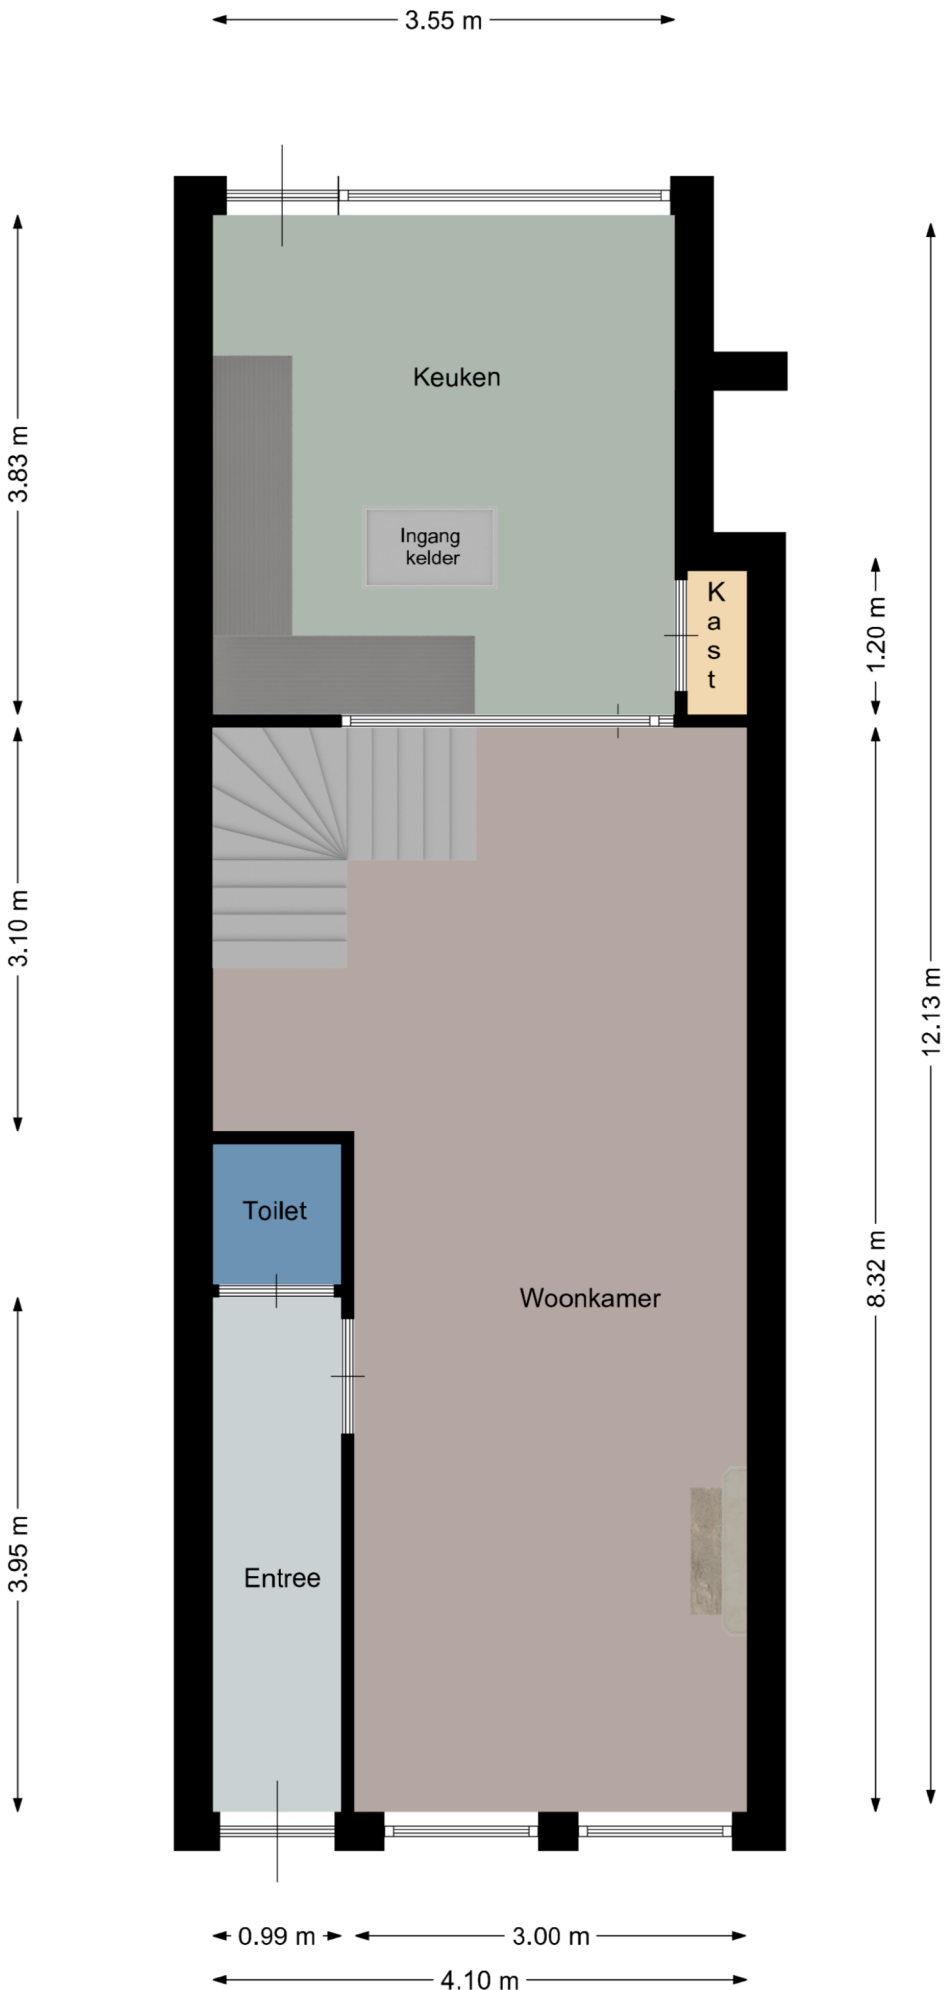 3.55 m
Keuken
3.83 m
Ingang
kelder
K
a
s
t
1.20 m
3.10 m
12.13 m
Toilet
8.32 m
Woonkamer
3.95 m
Entree
0.99 m
3.00 m
4.10 m